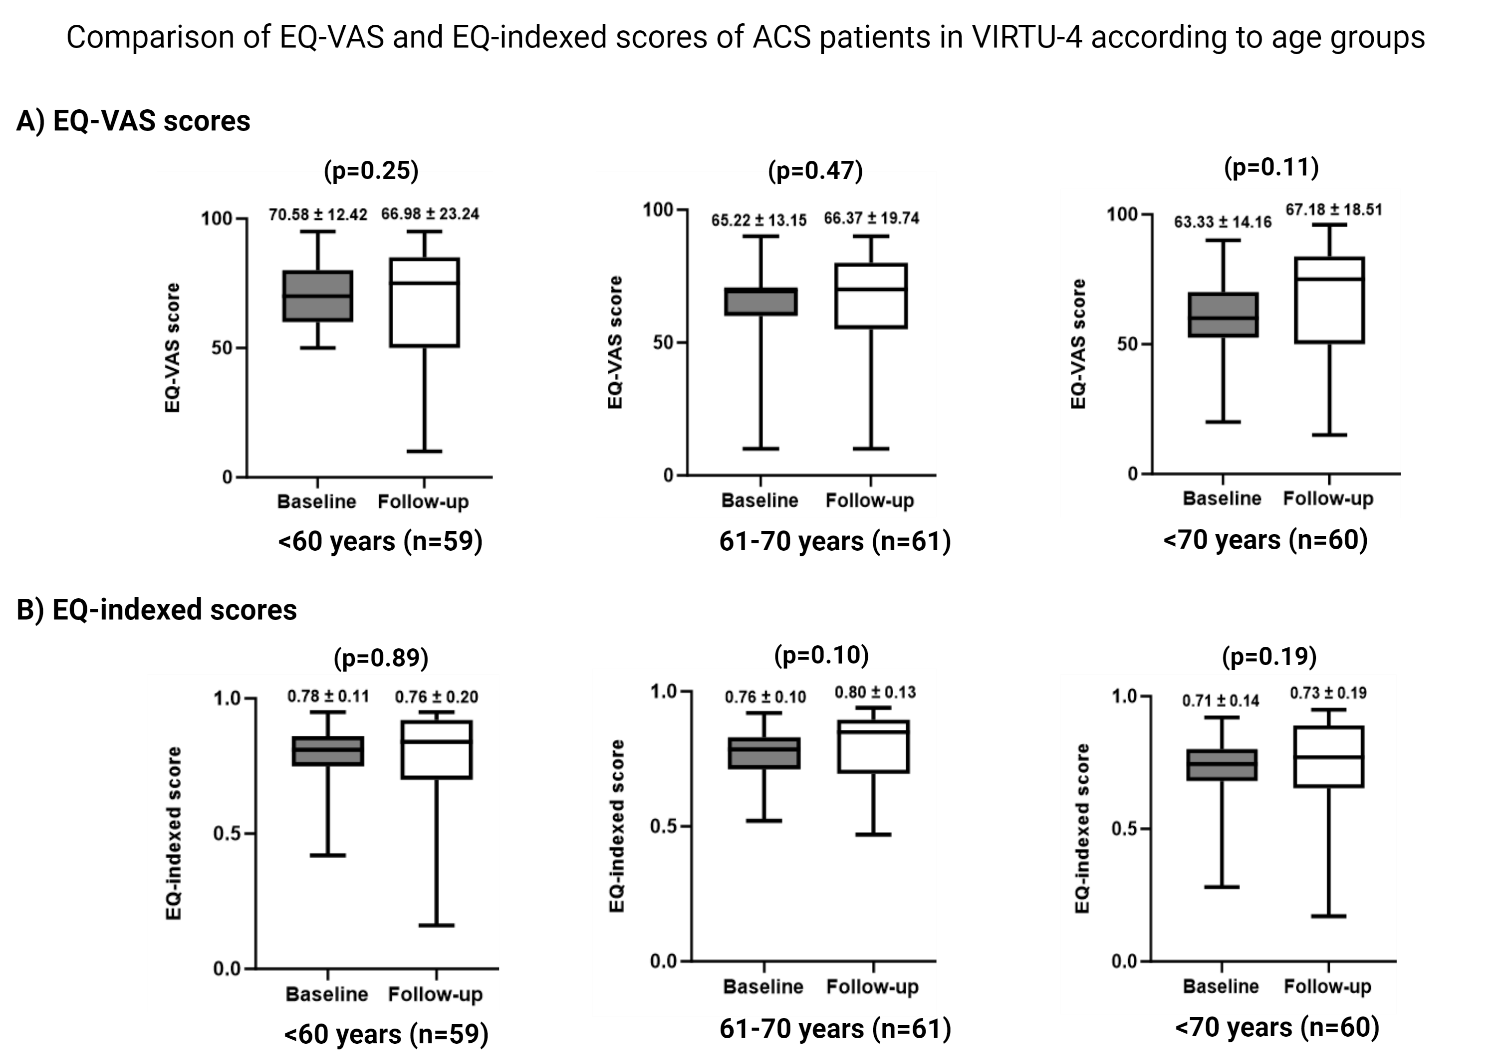 Comparison of EQ-VAS and EQ-indexed scores of ACS patients in VIRTU-4 according to age groups
A) EQ-VAS scores
(p=0.25)
100
70.58 ± 12.42 66.98 ± 23.24
EQ-VAS score
50
0
Baseline Follow-up
<60 years (n=59)
(p=0.47)
100
65.22 ± 13.15 66.37 ± 19.74
EQ-VAS score
50
0
Baseline Follow-up
61-70 years (n=61)
(p=0.11)
100
63.33 ± 14.16 67.18 ± 18.51
EQ-VAS score
50
0
Baseline Follow-up
<70 years (n=60)
B) EQ-indexed scores
(p=0.89)
1.0
0.78 ± 0.11 0.76 ± 0.20
EQ-indexed score
0.5
0.0
Baseline Follow-up
<60 years (n=59)
(p=0.10)
1.0
0.76 ± 0.10 0.80 ± 0.13
EQ-indexed score
0.5
0.0
Baseline Follow-up
61-70 years (n=61)
(p=0.19)
1.0
0.71 ± 0.14 0.73 ± 0.19
EQ-indexed score
0.5
0.0
Baseline Follow-up
<70 years (n=60)